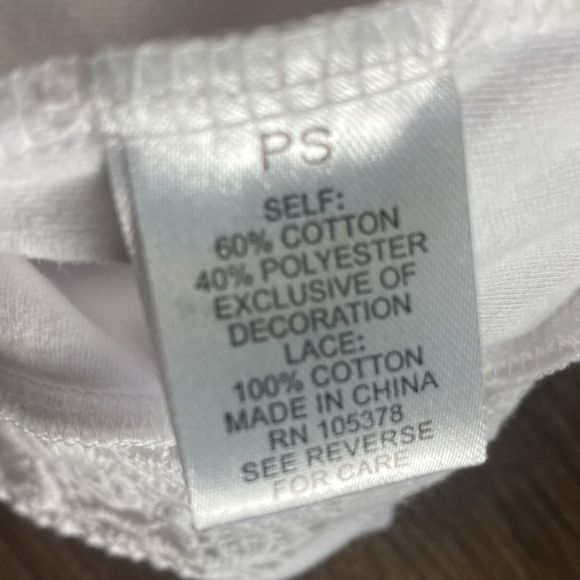 PS
SELF:
60% COTTON
40% POLYESTER
EXCLUSIVE OF
DECORATION
LACE:
100% COTTON
MADE IN CHINA
RN 105378
SEE REVERSE
FOR CARE